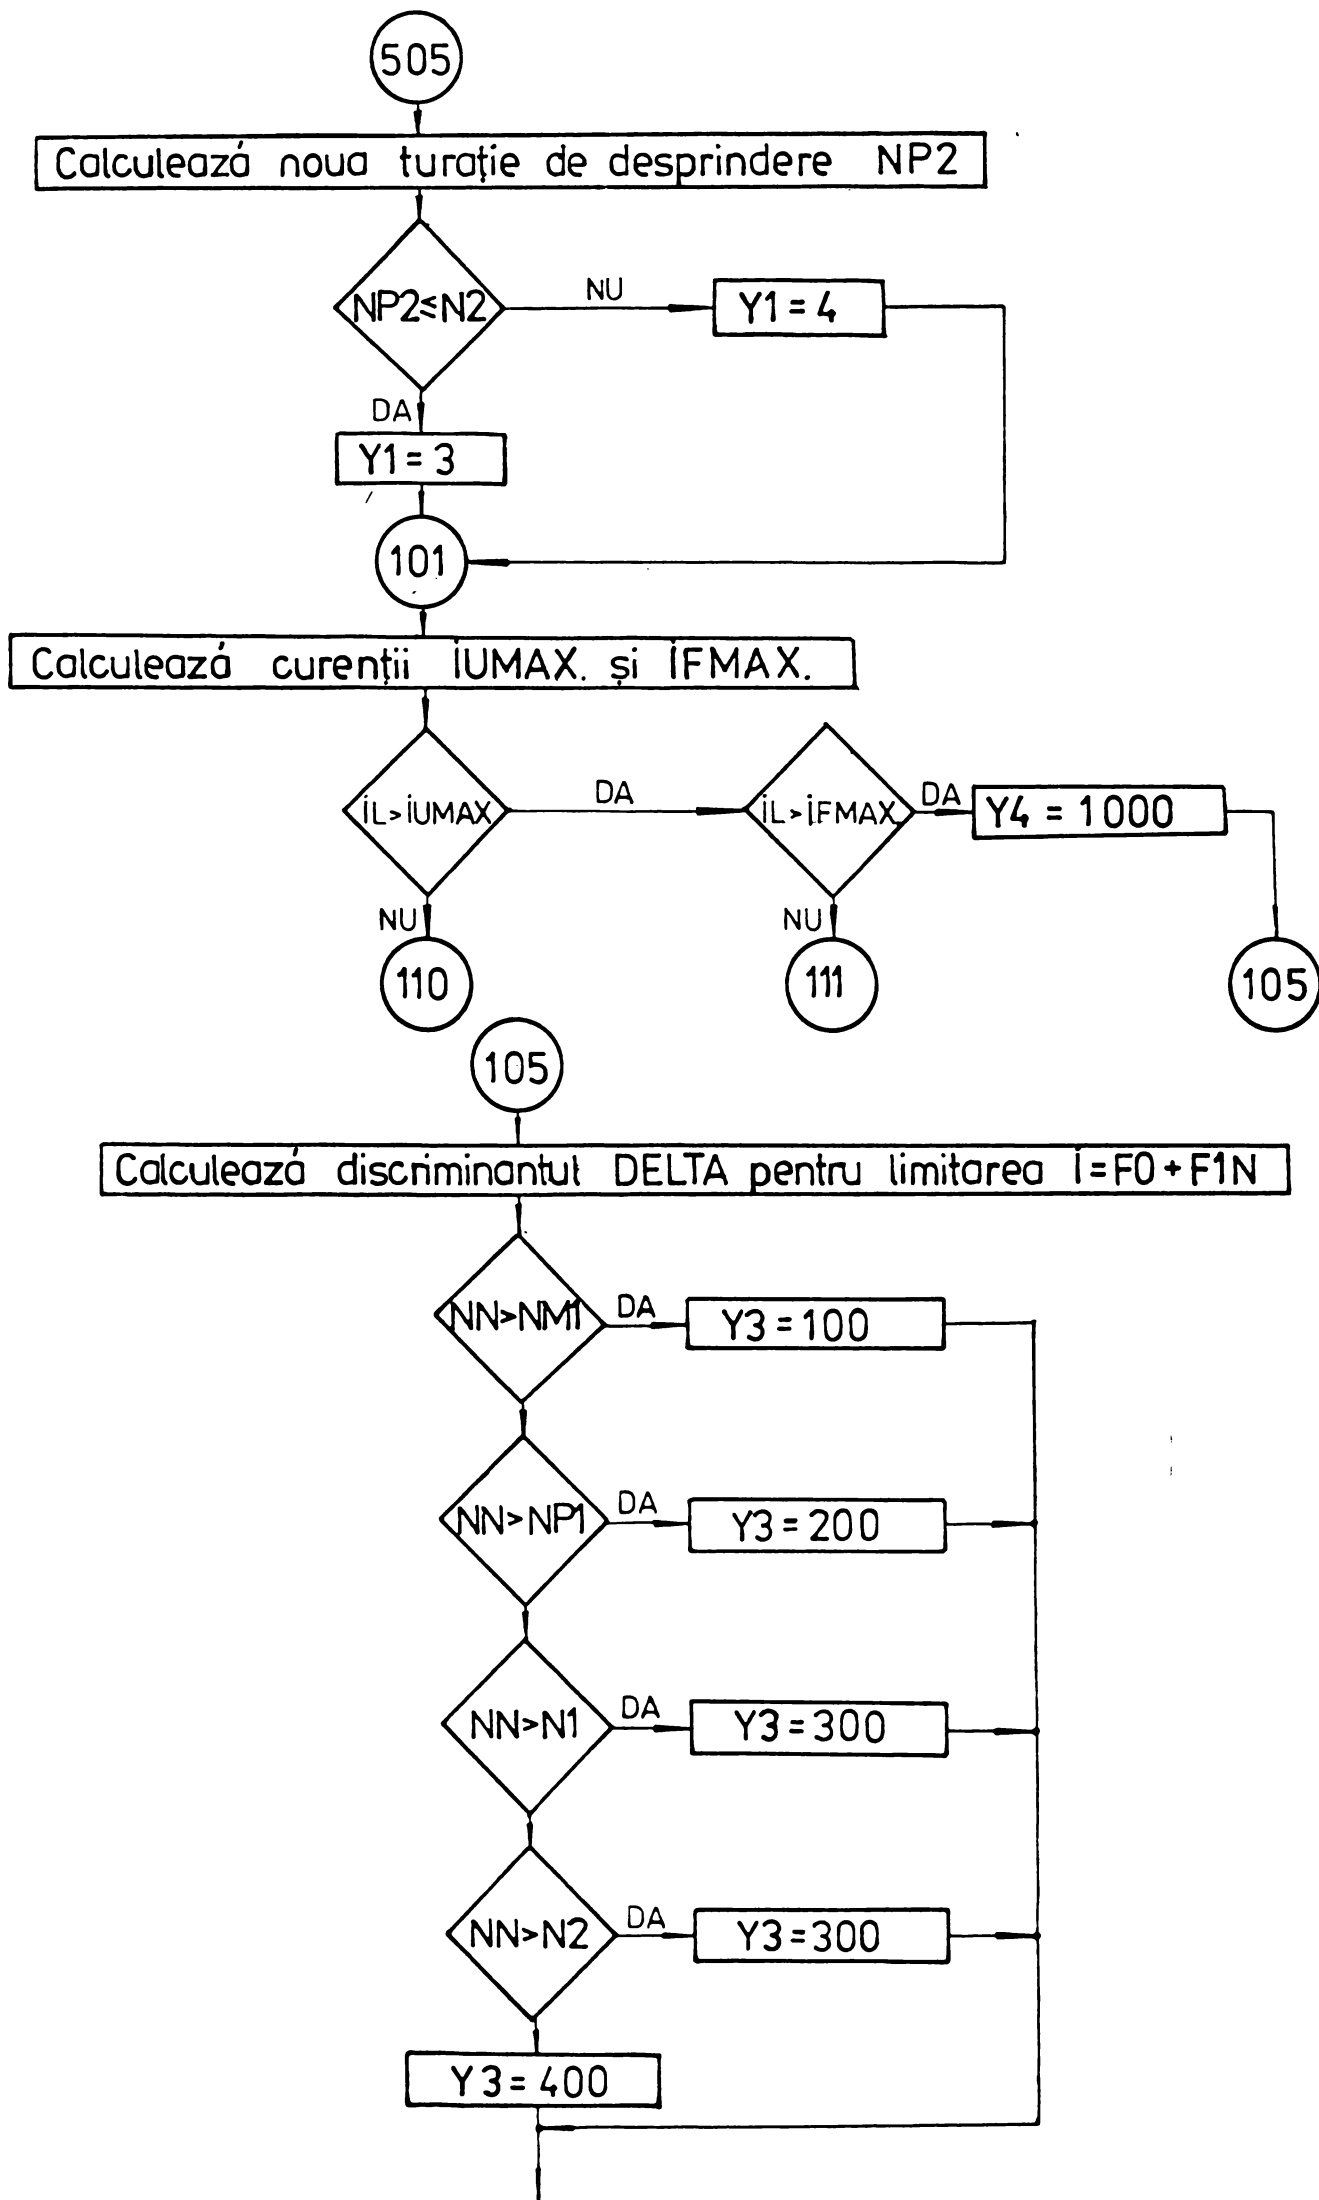 505
Calculează noua turație de desprindere NP2
NP2≤N2
NU
Y1 = 4
DA
Y1 = 3
101
Calculează curenții IUMAX. și IFMAX.
IL>IUMAX
DA
IL>IFMAX
DA
Y4 = 1000
NU
NU
110
111
105
105
Calculează discriminantul DELTA pentru limitarea I=F0+F1N
NN>NM1
DA
Y3 = 100
NN>NP1
DA
Y3 = 200
NN>N1
DA
Y3 = 300
NN>N2
DA
Y3 = 300
Y3 = 400